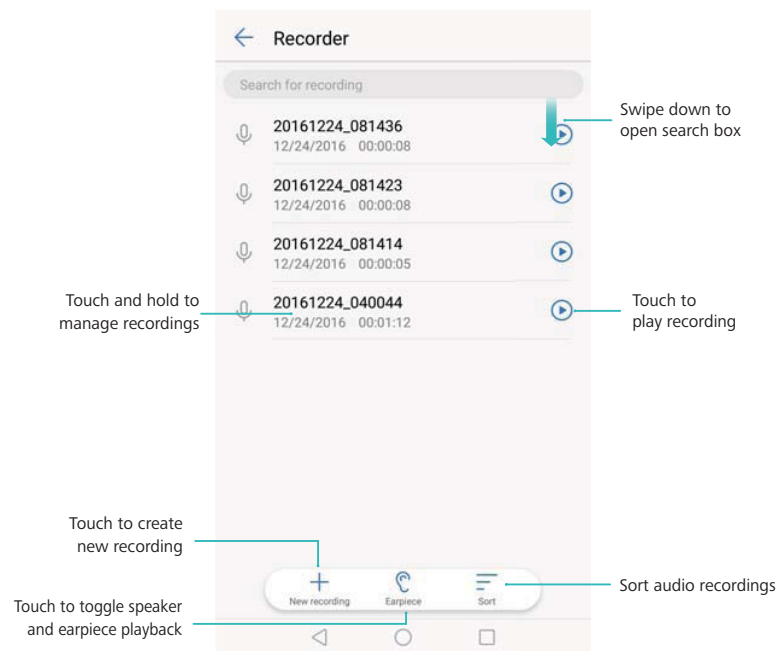 Recorder
Search for recording
Swipe down to
open search box
20161224_081436
12/24/2016 00:00:08
20161224_081423
12/24/2016 00:00:08
20161224_081414
12/24/2016 00:00:05
Touch and hold to
manage recordings
20161224_040044
12/24/2016 00:01:12
Touch to
play recording
Touch to create
new recording
New recording
Earpiece
Sort
Sort audio recordings
Touch to toggle speaker
and earpiece playback